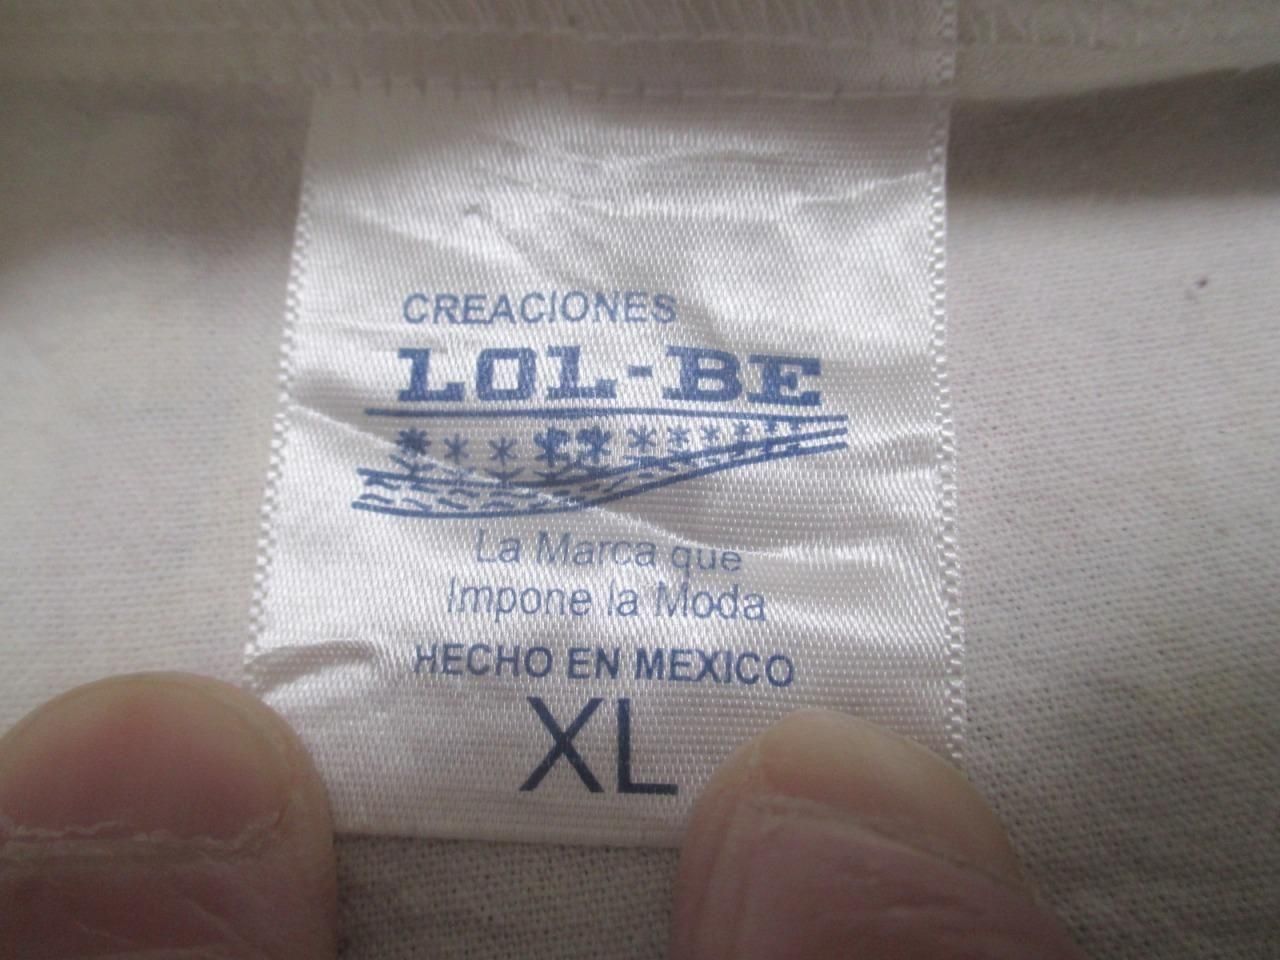 CREACIONES
LOL-BE
La Marca que
Impone la Moda
HECHO EN MEXICO
XL